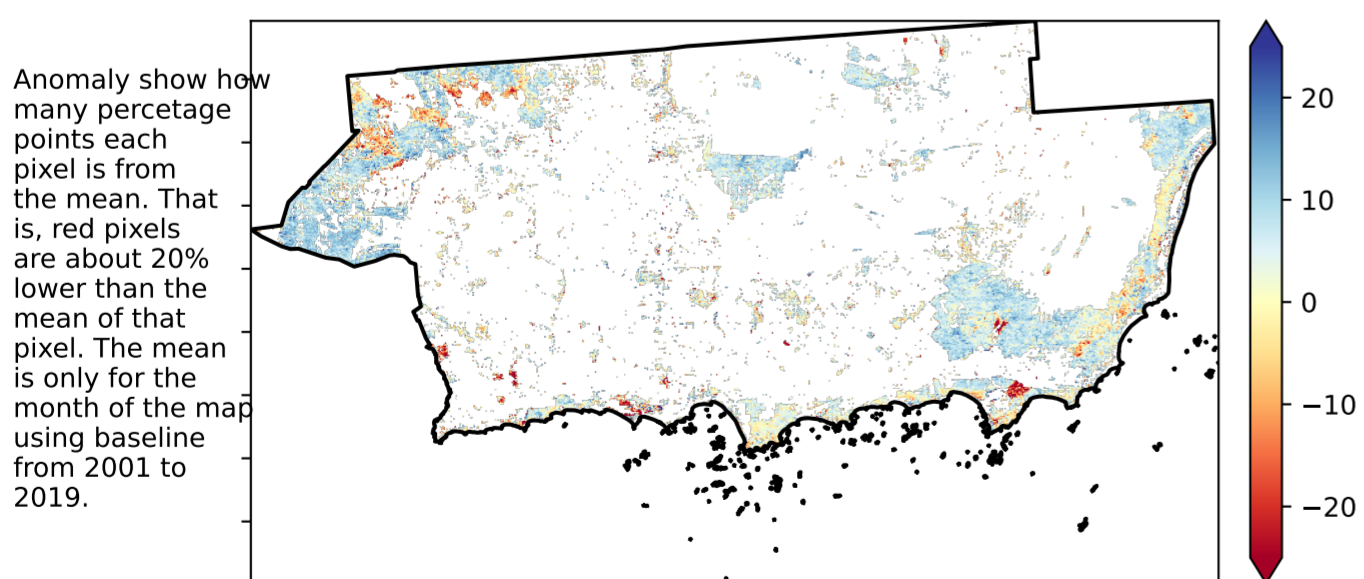 Anomaly show how
many percetage
points each
pixel is from
the mean. That
is, red pixels
are about 20%
lower than the
mean of that
pixel. The mean
is only for the
month of the map
using baseline
from 2001 to
2019.
20
10
0
−10
−20